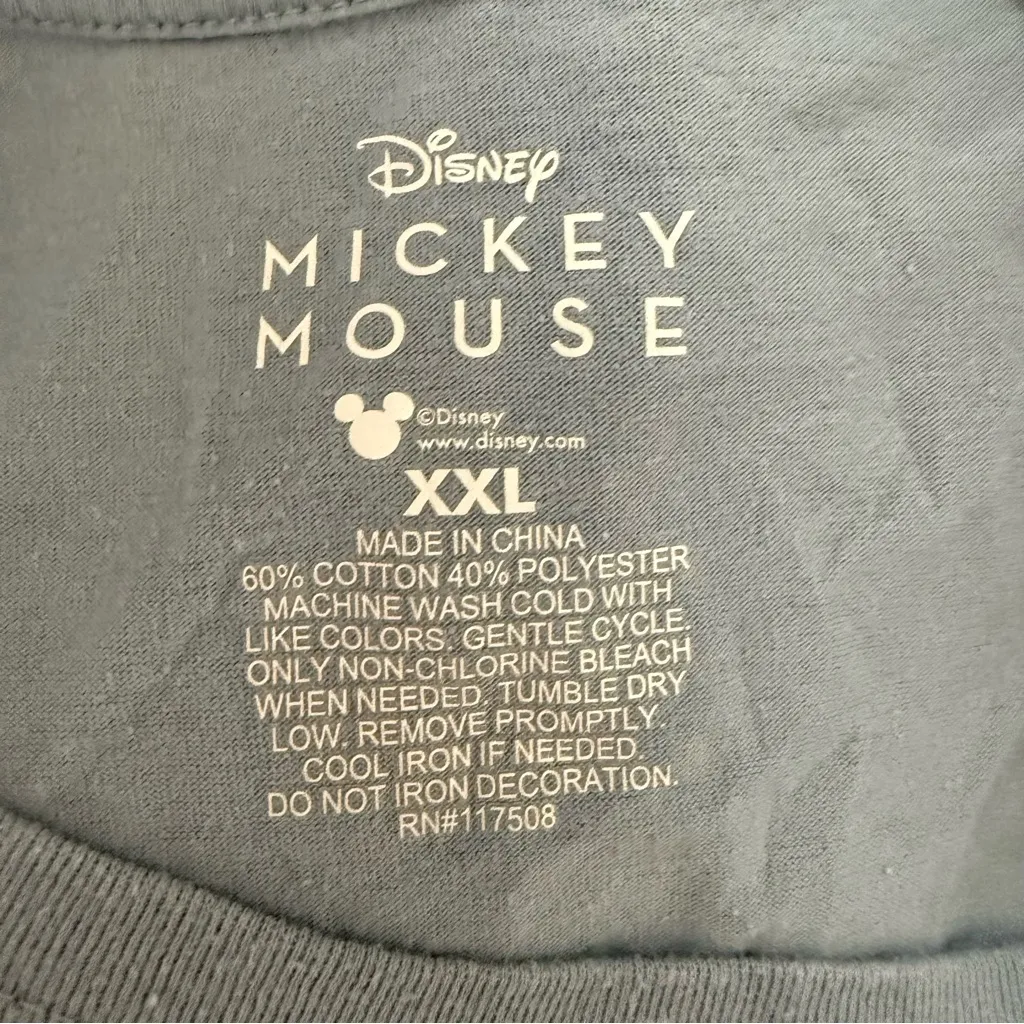 Disney
MICKEY
MOUSE
©Disney
www.disney.com
XXL
MADE IN CHINA
60% COTTON 40% POLYESTER
MACHINE WASH COLD WITH
LIKE COLORS. GENTLE CYCLE.
ONLY NON-CHLORINE BLEACH
WHEN NEEDED. TUMBLE DRY
LOW. REMOVE PROMPTLY.
COOL IRON IF NEEDED.
DO NOT IRON DECORATION.
RN#117508